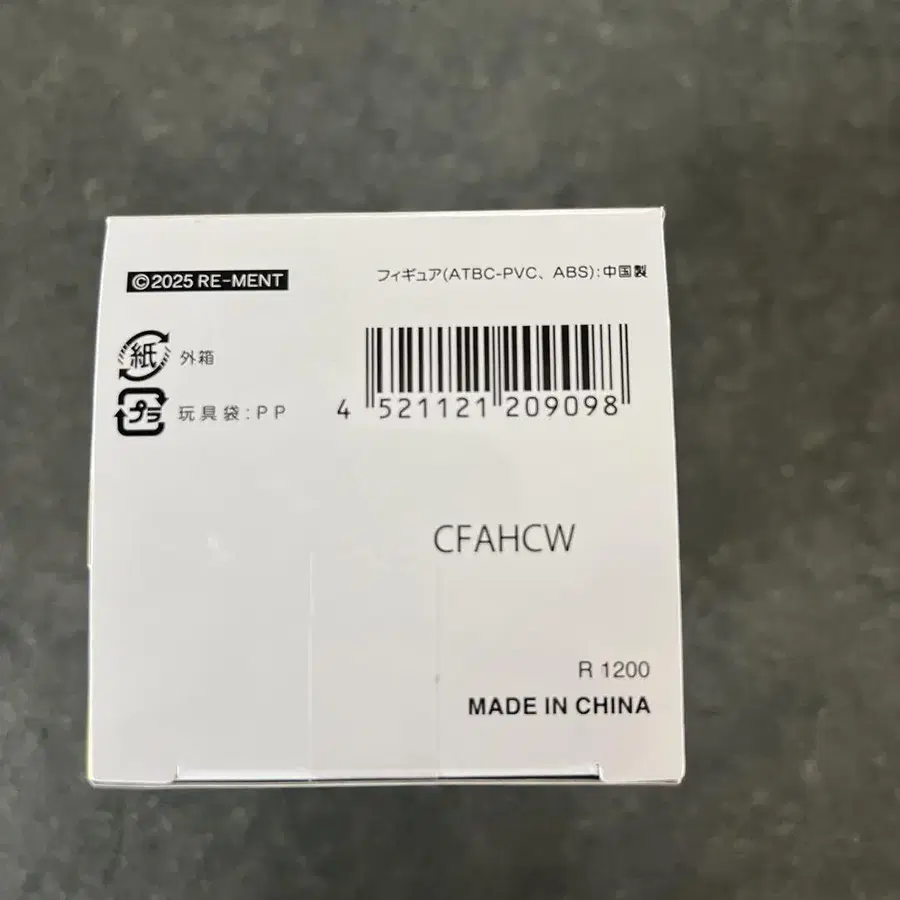 ©2025 RE-MENT
フィギュア(ATBC-PVC、ABS):中国製
紙 外箱
プラ 玩具袋:PP
4 521121 209098
CFAHCW
R 1200
MADE IN CHINA